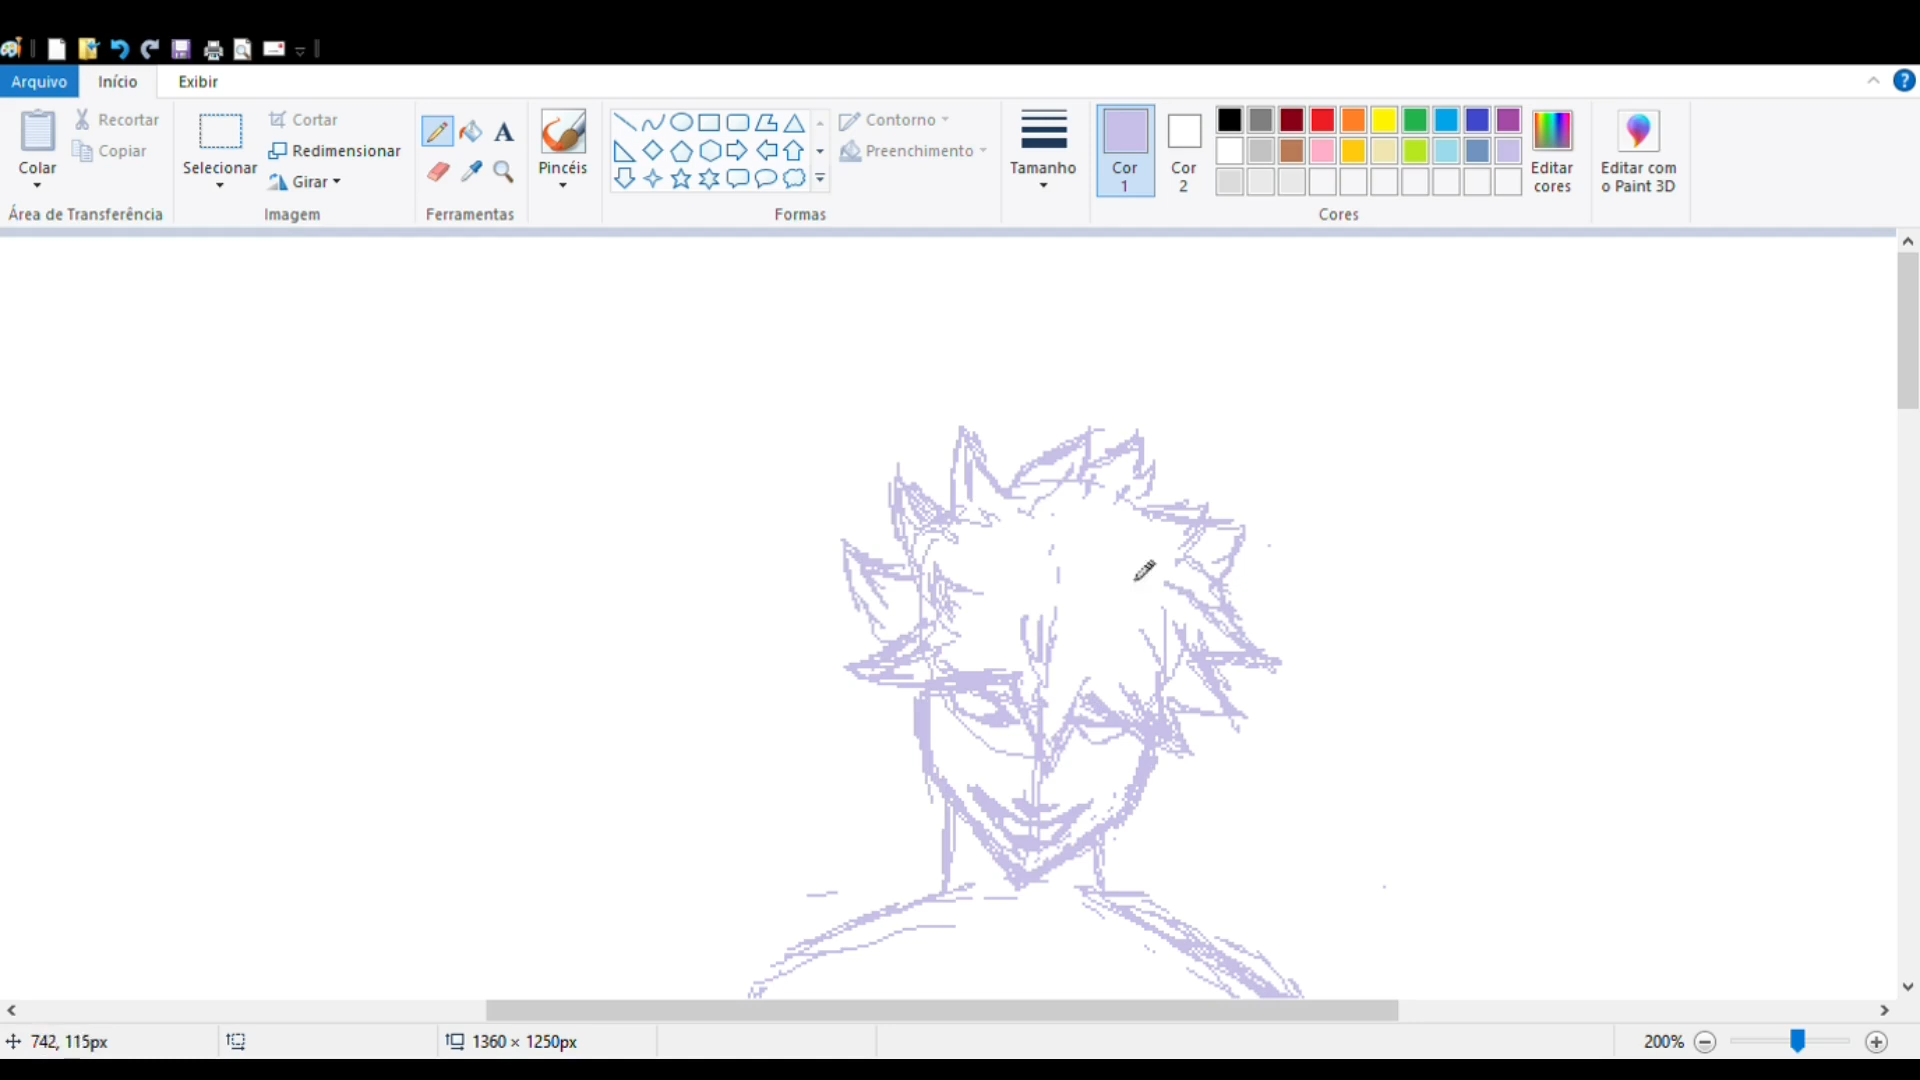 Arquivo Início Exibir
Colar
Recortar
Copiar
Área de Transferência
Selecionar
Cortar
Redimensionar
Girar
Imagem
A
Ferramentas
Pincéis
Formas
Contorno
Preenchimento
Tamanho
Cor
1
Cor
2
Cores
Editar
cores
Editar com
o Paint 3D
?
742, 115px
1360 × 1250px
200%